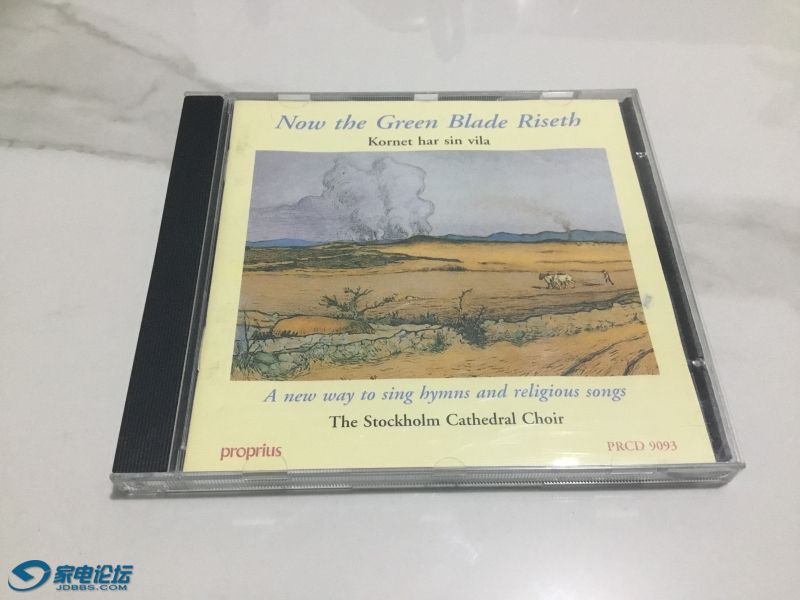 Now the Green Blade Riseth
Kornet har sin vila
A new way to sing hymns and religious songs
The Stockholm Cathedral Choir
proprius
PRCD 9093
家电论坛
JDBBS.COM